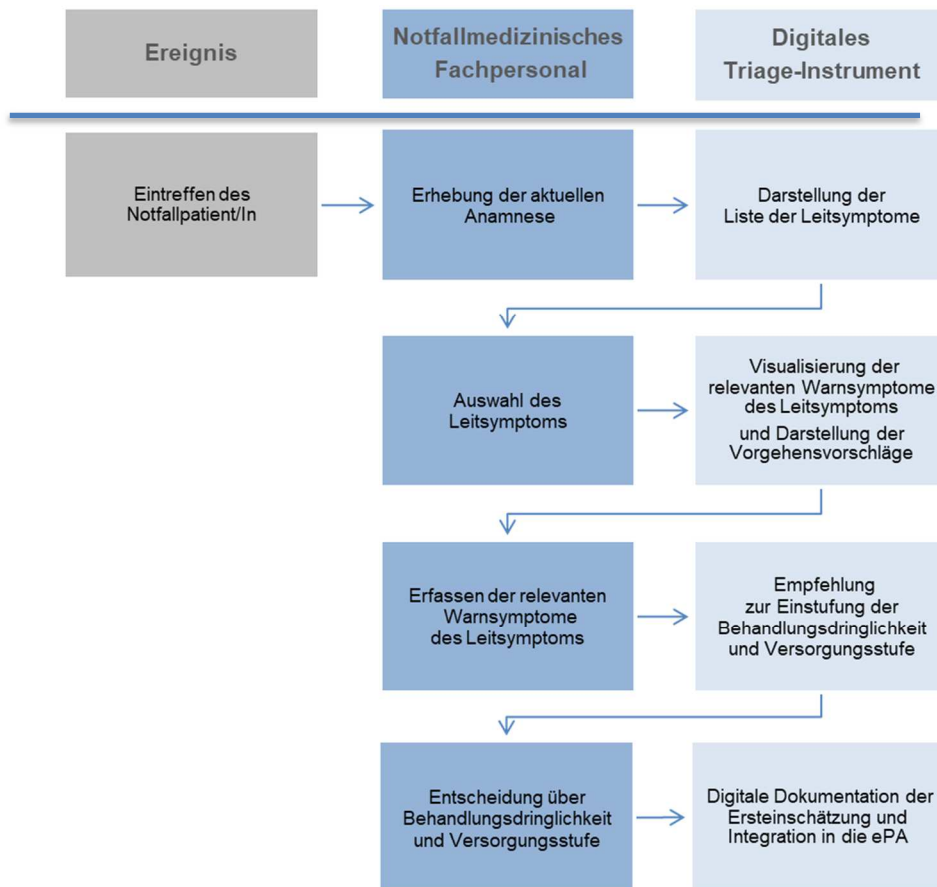 Ereignis
Notfallmedizinisches
Fachpersonal
Digitales
Triage-Instrument
Eintreffen des
Notfallpatient/In
Erhebung der aktuellen
Anamnese
Darstellung der
Liste der Leitsymptome
Auswahl des
Leitsymptoms
Visualisierung der
relevanten Warnsymptome
des Leitsymptoms
und Darstellung der
Vorgehensvorschläge
Erfassen der relevanten
Warnsymptome
des Leitsymptoms
Empfehlung
zur Einstufung der
Behandlungsdringlichkeit
und Versorgungsstufe
Entscheidung über
Behandlungsdringlichkeit
und Versorgungsstufe
Digitale Dokumentation der
Ersteinschätzung und
Integration in die ePA